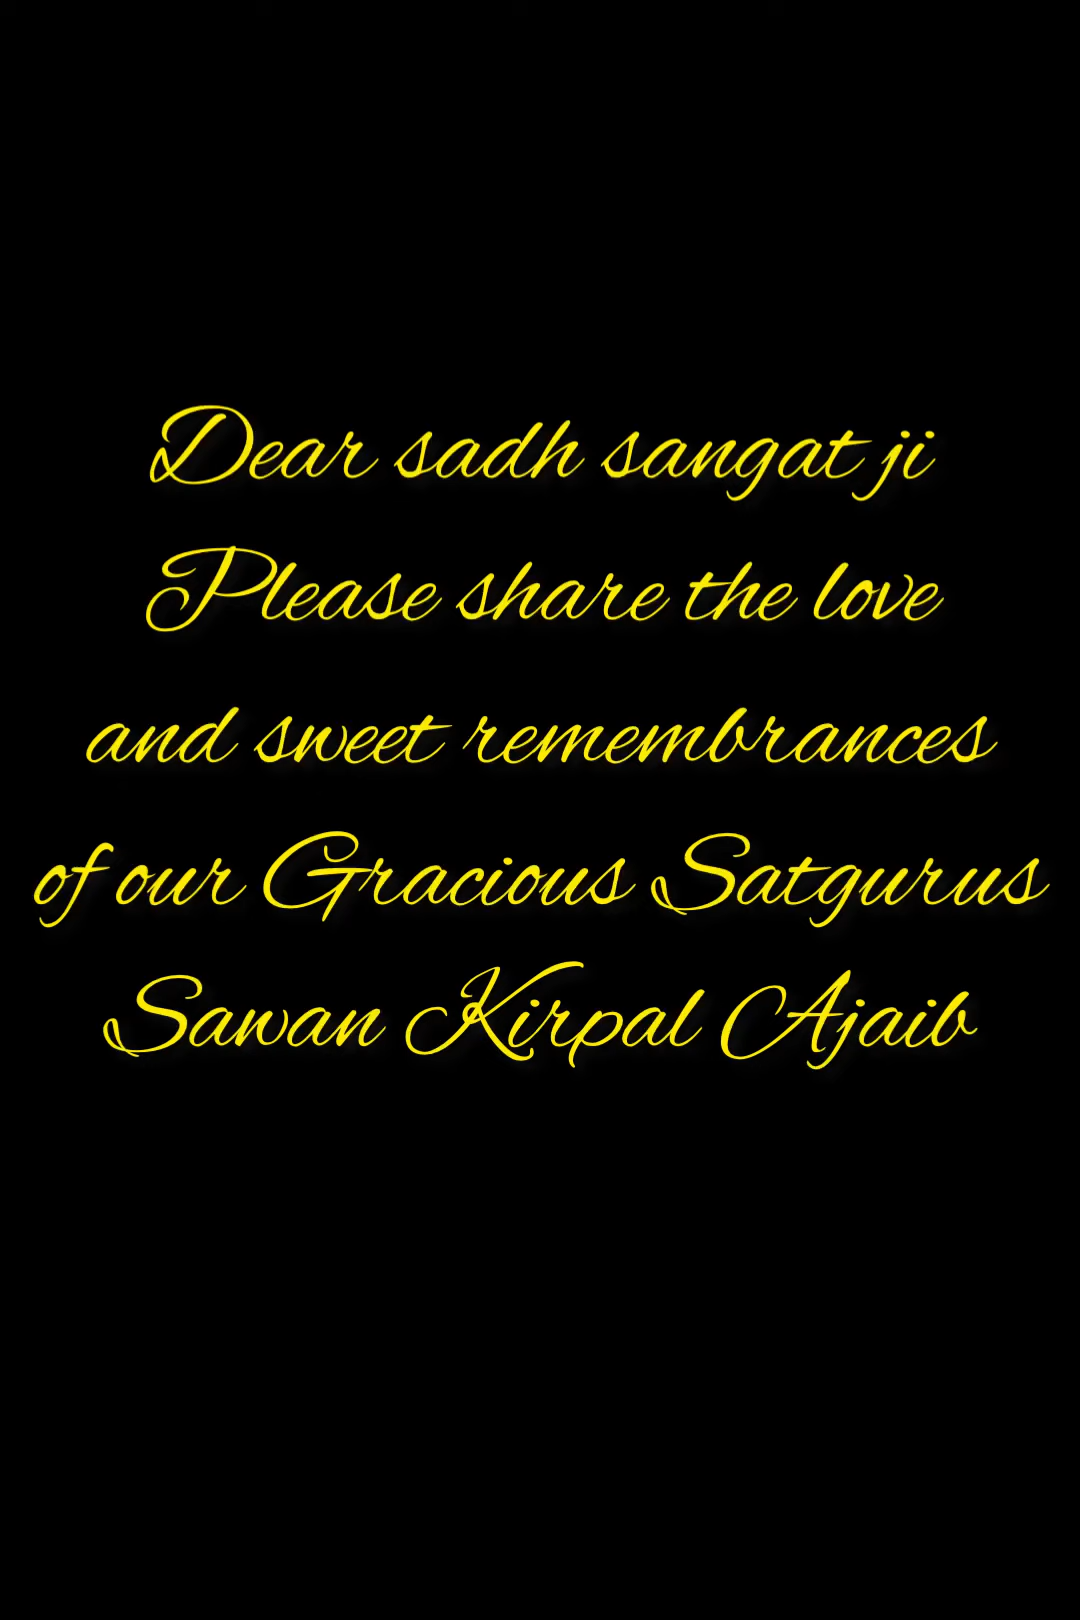 Dear sadh sangat ji
Please share the love
and sweet remembrances
of our Gracious Satgurus
Sawan Kirpal Ajaib